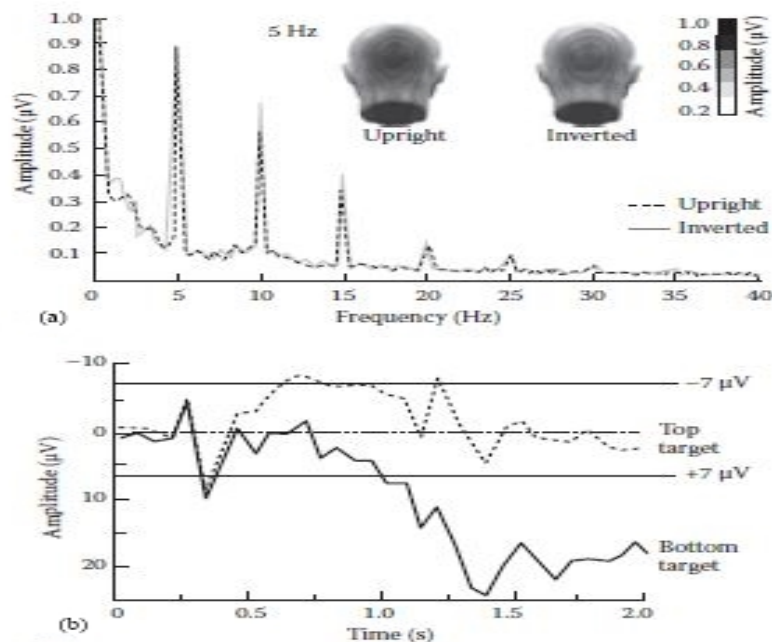 1.0
0.9
0.8
0.7
0.6
0.5
0.4
0.3
0.2
0.1
Amplitude (µV)
5 Hz
Upright
Inverted
1.0
0.8
0.6
0.4
0.2
Amplitude (µV)
Upright
Inverted
0 5 10 15 20 25 30 35 40
(a) Frequency (Hz)
−10
0
10
20
Amplitude (µV)
−7 µV
Top
target
+7 µV
Bottom
target
0 0.5 1.0 1.5 2.0
(b) Time (s)